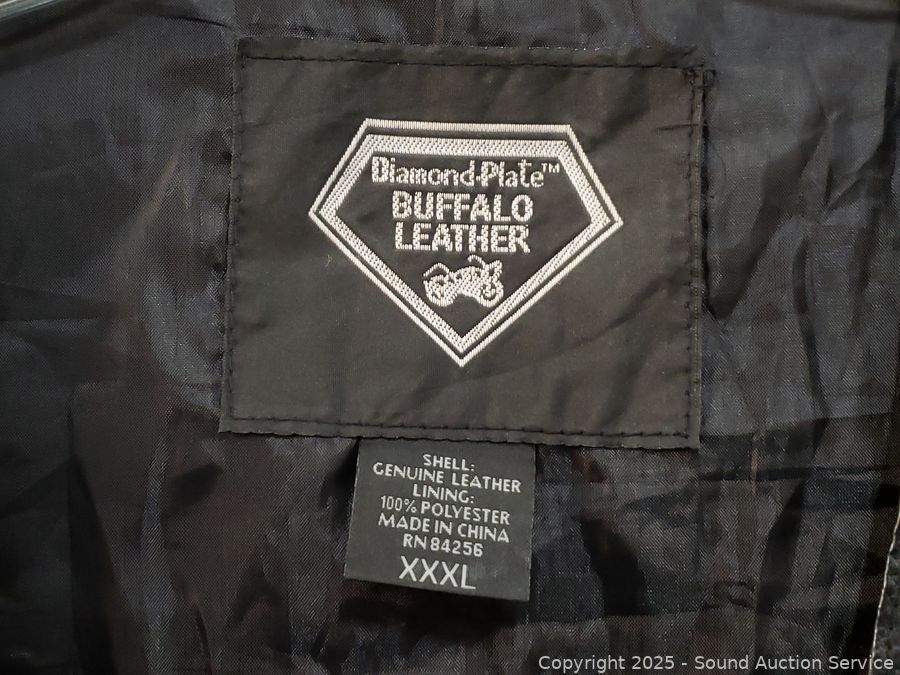 Diamond-Plate™
BUFFALO
LEATHER
SHELL:
GENUINE LEATHER
LINING:
100% POLYESTER
MADE IN CHINA
RN 84256
XXXL
Copyright 2025 - Sound Auction Service